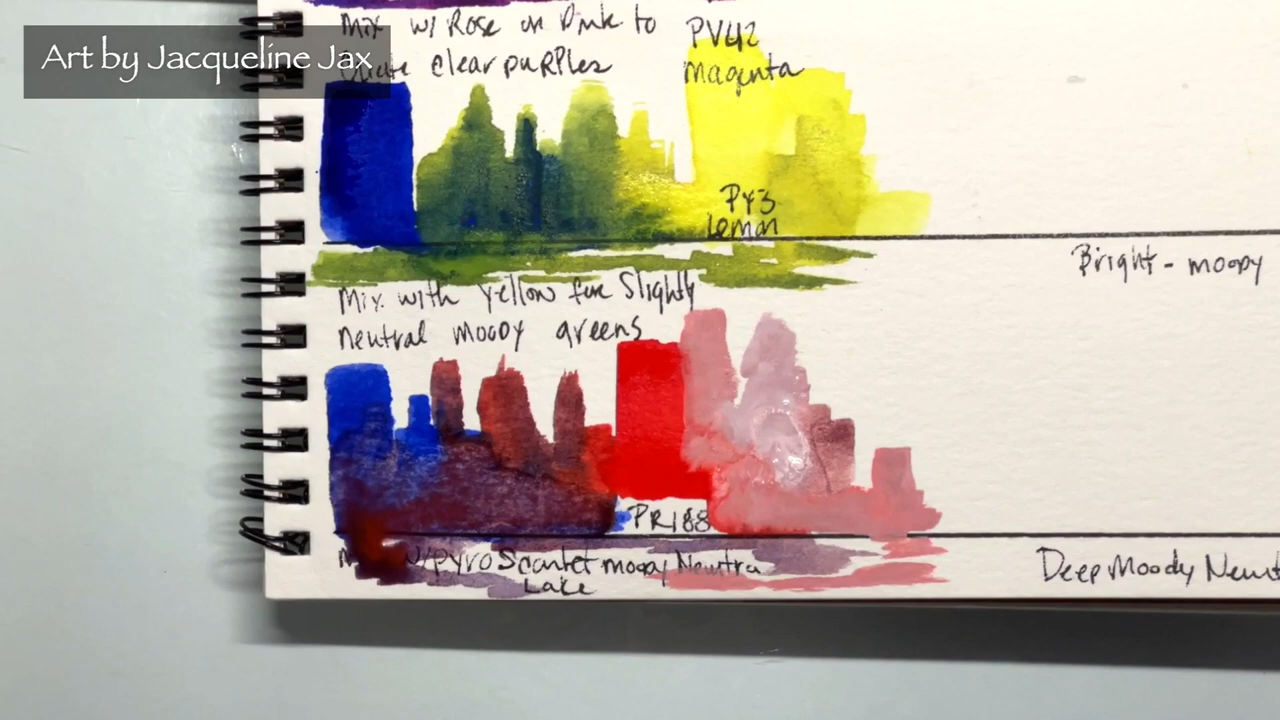 Art by Jacqueline Jax
Mix w/ Rose or Pink to
clear purples
PV42
Magenta
PY3
Lemon
Bright - moody
Mix with yellow for Slightly
neutral moody greens
PR188
w/pyro Scarlet moody Neutra
Lake
Deep Moody Neut